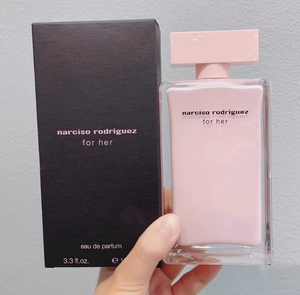 narciso rodriguez
for her
eau de parfum
3.3 fl.oz.
narciso rodriguez
for her